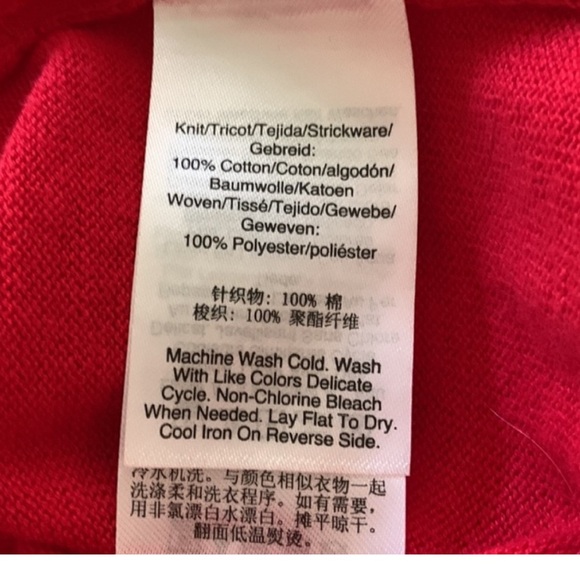 Knit/Tricot/Tejida/Strickware/
Gebreid:
100% Cotton/Coton/algodón/
Baumwolle/Katoen
Woven/Tissé/Tejido/Gewebe/
Geweven:
100% Polyester/poliéster
针织物: 100% 棉
梭织: 100% 聚酯纤维
Machine Wash Cold. Wash
With Like Colors Delicate
Cycle. Non-Chlorine Bleach
When Needed. Lay Flat To Dry.
Cool Iron On Reverse Side.
冷水机洗。与颜色相似衣物一起
洗涤柔和洗衣程序。如有需要,
用非氯漂白水漂白。摊平晾干。
翻面低温熨烫。